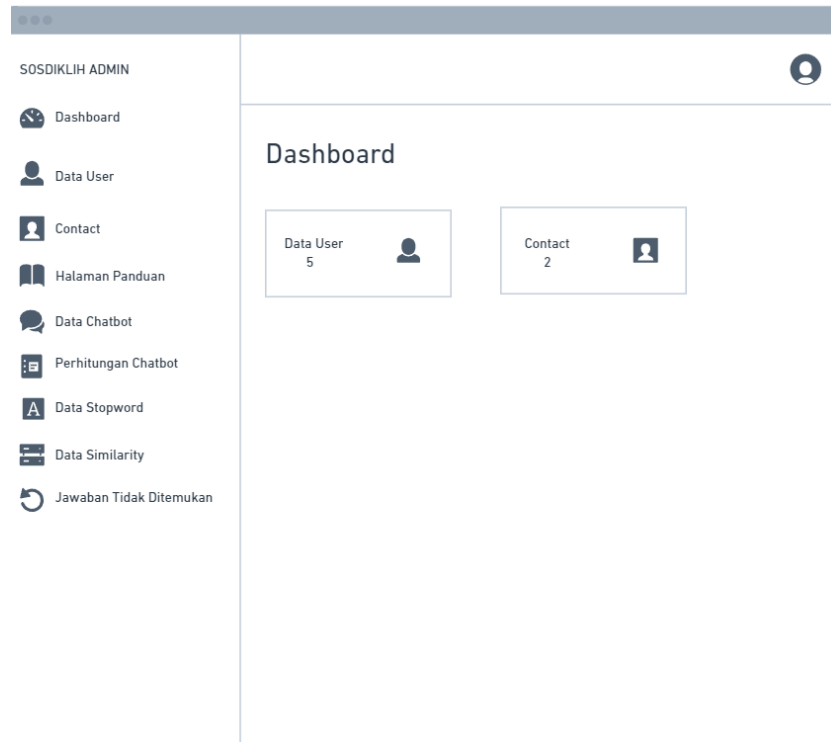 SOSDIKLIH ADMIN
Dashboard
Data User
Contact
Halaman Panduan
Data Chatbot
Perhitungan Chatbot
A
Data Stopword
Data Similarity
Jawaban Tidak Ditemukan
Dashboard
Data User
5
Contact
2